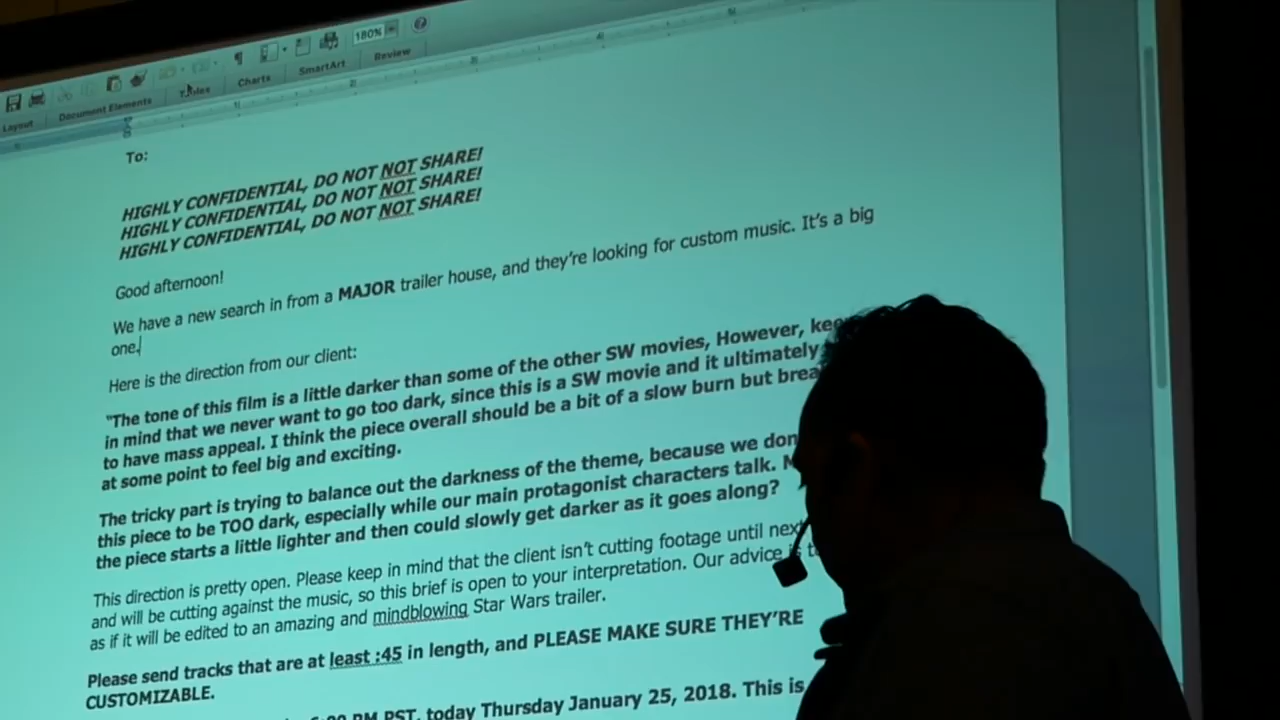 180%
Layout Document Elements Tables Charts SmartArt Review
To:
HIGHLY CONFIDENTIAL, DO NOT NOT SHARE!
HIGHLY CONFIDENTIAL, DO NOT NOT SHARE!
HIGHLY CONFIDENTIAL, DO NOT NOT SHARE!
Good afternoon!
We have a new search in from a MAJOR trailer house, and they're looking for custom music. It's a big
one.
Here is the direction from our client:
"The tone of this film is a little darker than some of the other SW movies, However,
in mind that we never want to go too dark, since this is a SW movie and it ultimately
to have mass appeal. I think the piece overall should be a bit of a slow burn but
at some point to feel big and exciting.
The tricky part is trying to balance out the darkness of the theme, because we
this piece to be TOO dark, especially while our main protagonist characters talk.
the piece starts a little lighter and then could slowly get darker as it goes along?
This direction is pretty open. Please keep in mind that the client isn't cutting footage until
and will be cutting against the music, so this brief is open to your interpretation. Our advice
as if it will be edited to an amazing and mindblowing Star Wars trailer.
Please send tracks that are at least :45 in length, and PLEASE MAKE SURE THEY'RE
CUSTOMIZABLE.
PM PST, today Thursday January 25, 2018. This is